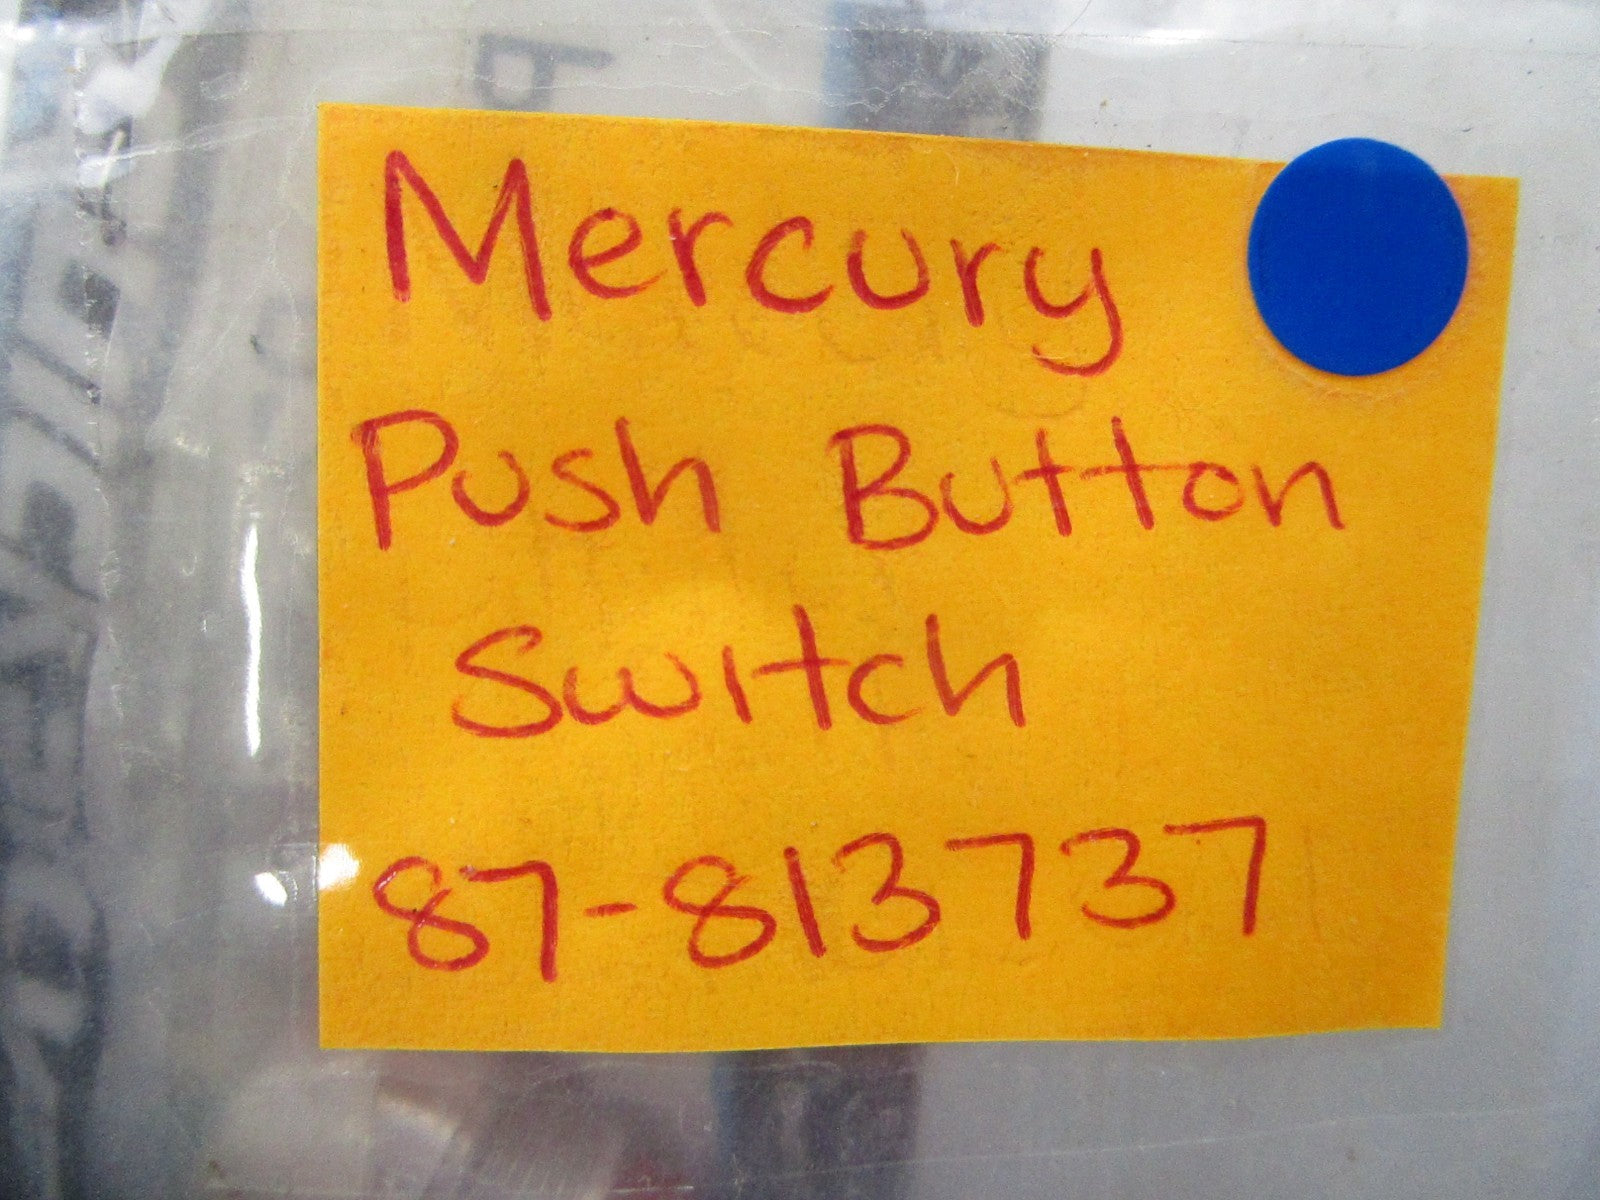 Mercury
Push Button
Switch
87-813737